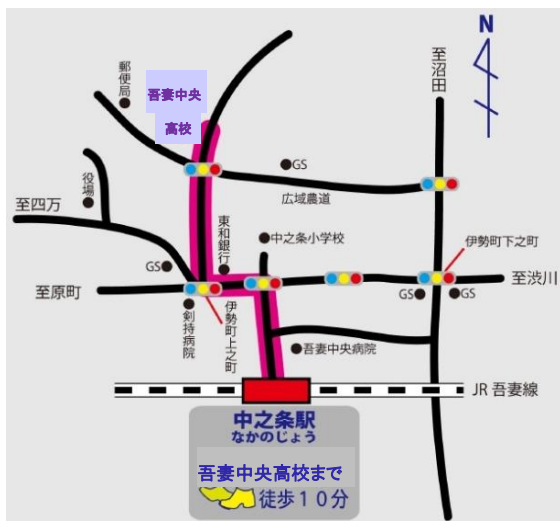 N
至沼田
郵便局
吾妻中央
高校
GS
広域農道
役場
至四万
東和銀行
中之条小学校
伊勢町下之町
GS
至原町
至渋川
剣持病院
伊勢町上之町
GS
GS
吾妻中央病院
JR 吾妻線
中之条駅
なかのじょう
吾妻中央高校まで
徒歩10分